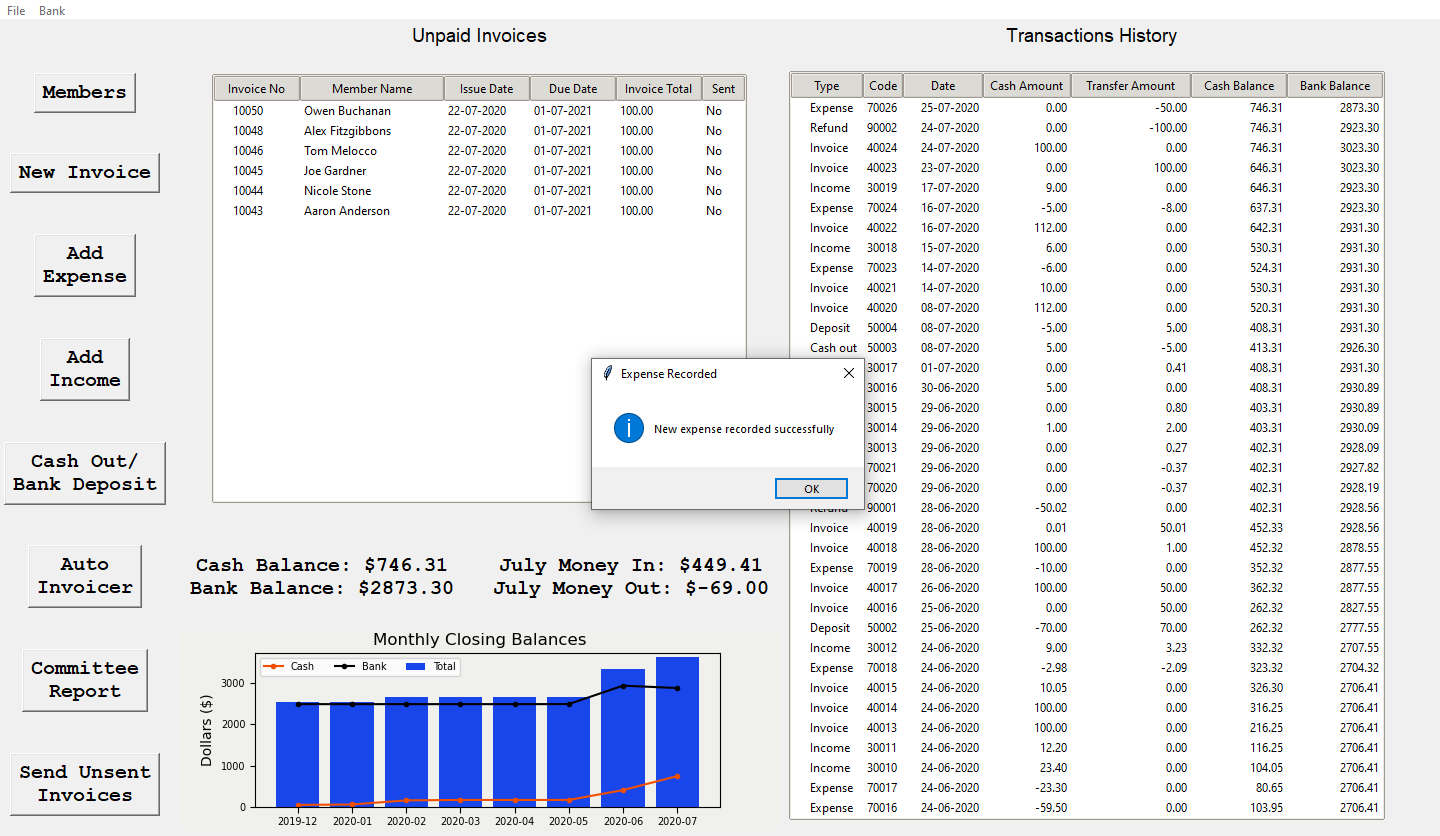 File Bank
Unpaid Invoices
Transactions History
Members
New Invoice
Add
Expense
Add
Income
Cash Out/
Bank Deposit
Auto
Invoicer
Committee
Report
Send Unsent
Invoices
Invoice No Member Name Issue Date Due Date Invoice Total Sent
10050 Owen Buchanan 22-07-2020 01-07-2021 100.00 No
10048 Alex Fitzgibbons 22-07-2020 01-07-2021 100.00 No
10046 Tom Melocco 22-07-2020 01-07-2021 100.00 No
10045 Joe Gardner 22-07-2020 01-07-2021 100.00 No
10044 Nicole Stone 22-07-2020 01-07-2021 100.00 No
10043 Aaron Anderson 22-07-2020 01-07-2021 100.00 No
Expense Recorded
New expense recorded successfully
OK
Cash Balance: $746.31 July Money In: $449.41
Bank Balance: $2873.30 July Money Out: $-69.00
Monthly Closing Balances
Cash Bank Total
Dollars ($)
3000
2000
1000
0
2019-12 2020-01 2020-02 2020-03 2020-04 2020-05 2020-06 2020-07
Type Code Date Cash Amount Transfer Amount Cash Balance Bank Balance
Expense 70026 25-07-2020 0.00 -50.00 746.31 2873.30
Refund 90002 24-07-2020 0.00 -100.00 746.31 2923.30
Invoice 40024 24-07-2020 100.00 0.00 746.31 3023.30
Invoice 40023 23-07-2020 0.00 100.00 646.31 3023.30
Income 30019 17-07-2020 9.00 0.00 646.31 2923.30
Expense 70024 16-07-2020 -5.00 -8.00 637.31 2923.30
Invoice 40022 16-07-2020 112.00 0.00 642.31 2931.30
Income 30018 15-07-2020 6.00 0.00 530.31 2931.30
Expense 70023 14-07-2020 -6.00 0.00 524.31 2931.30
Invoice 40021 14-07-2020 10.00 0.00 530.31 2931.30
Invoice 40020 08-07-2020 112.00 0.00 520.31 2931.30
Deposit 50004 08-07-2020 -5.00 5.00 408.31 2931.30
Cash out 50003 08-07-2020 5.00 -5.00 413.31 2926.30
30017 01-07-2020 0.00 0.41 408.31 2931.30
30016 30-06-2020 5.00 0.00 408.31 2930.89
30015 29-06-2020 0.00 0.80 403.31 2930.89
30014 29-06-2020 1.00 2.00 403.31 2930.09
30013 29-06-2020 0.00 0.27 402.31 2928.09
70021 29-06-2020 0.00 -0.37 402.31 2927.82
70020 29-06-2020 0.00 -0.37 402.31 2928.19
Refund 90001 28-06-2020 -50.02 0.00 402.31 2928.56
Invoice 40019 28-06-2020 0.01 50.01 452.33 2928.56
Invoice 40018 28-06-2020 100.00 1.00 452.32 2878.55
Expense 70019 28-06-2020 -10.00 0.00 352.32 2877.55
Invoice 40017 26-06-2020 100.00 50.00 362.32 2877.55
Invoice 40016 25-06-2020 0.00 50.00 262.32 2827.55
Deposit 50002 25-06-2020 -70.00 70.00 262.32 2777.55
Income 30012 24-06-2020 9.00 3.23 332.32 2707.55
Expense 70018 24-06-2020 -2.98 -2.09 323.32 2704.32
Invoice 40015 24-06-2020 10.05 0.00 326.30 2706.41
Invoice 40014 24-06-2020 100.00 0.00 316.25 2706.41
Invoice 40013 24-06-2020 100.00 0.00 216.25 2706.41
Income 30011 24-06-2020 12.20 0.00 116.25 2706.41
Income 30010 24-06-2020 23.40 0.00 104.05 2706.41
Expense 70017 24-06-2020 -23.30 0.00 80.65 2706.41
Expense 70016 24-06-2020 -59.50 0.00 103.95 2706.41